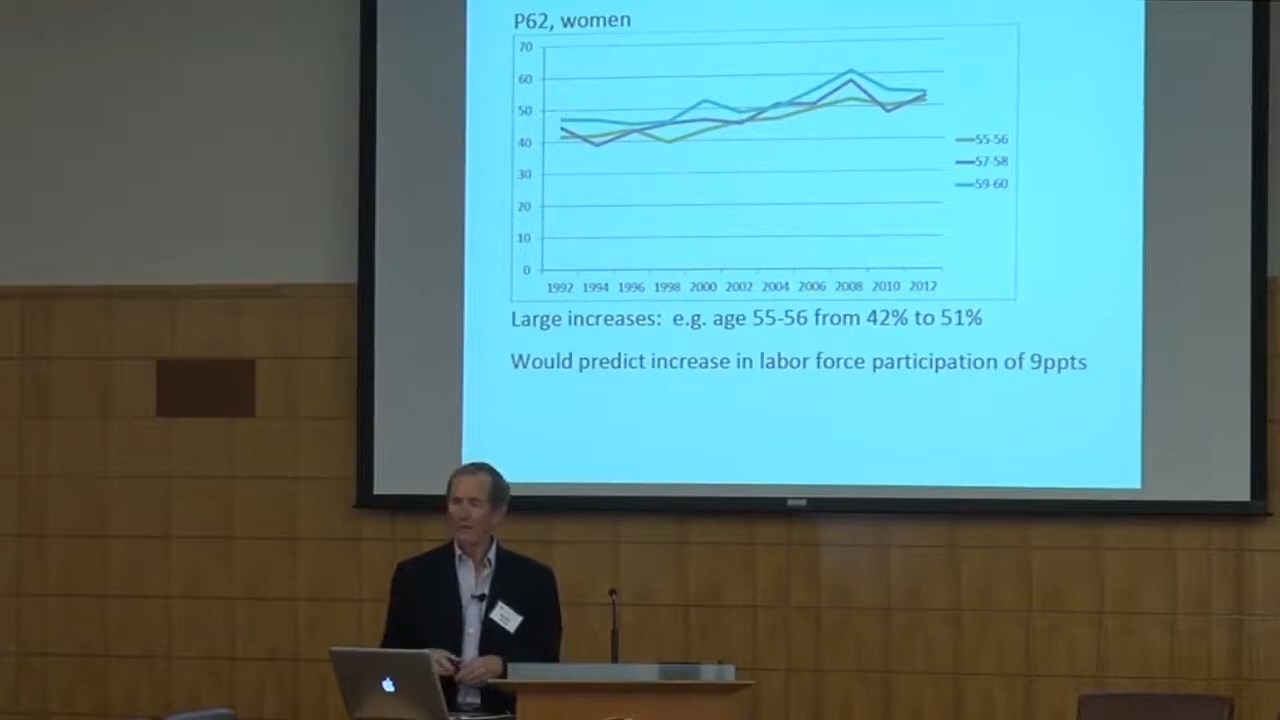 P62, women
70
60
50
40
30
20
10
0
55-56
57-58
59-60
1992 1994 1996 1998 2000 2002 2004 2006 2008 2010 2012
Large increases: e.g. age 55-56 from 42% to 51%
Would predict increase in labor force participation of 9ppts